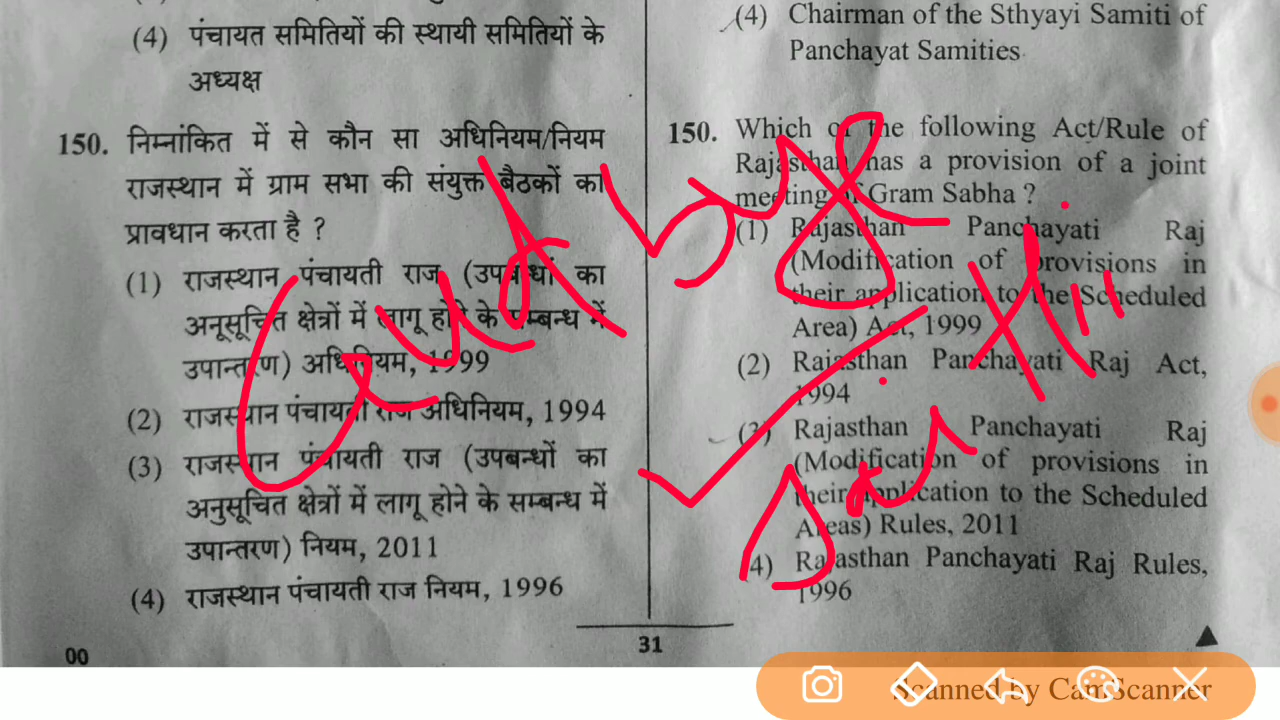 (4) पंचायत समितियों की स्थायी समितियों के
अध्यक्ष
150. निम्नांकित में से कौन सा अधिनियम/नियम
राजस्थान में ग्राम सभा की संयुक्त बैठकों का
प्रावधान करता है ?
(1) राजस्थान पंचायती राज (उपबन्धों का
अनुसूचित क्षेत्रों में लागू होने के सम्बन्ध में
उपान्तरण) अधिनियम, 1999
(2) राजस्थान पंचायती राज अधिनियम, 1994
(3) राजस्थान पंचायती राज (उपबन्धों का
अनुसूचित क्षेत्रों में लागू होने के सम्बन्ध में
उपान्तरण) नियम, 2011
(4) राजस्थान पंचायती राज नियम, 1996
00
(4) Chairman of the Sthyayi Samiti of
Panchayat Samities
150. Which of the following Act/Rule of
Rajasthan has a provision of a joint
meeting of Gram Sabha ?
(1) Rajasthan Panchayati Raj
(Modification of provisions in
their application to the Scheduled
Area) Act, 1999
(2) Rajasthan Panchayati Raj Act,
1994
(3) Rajasthan Panchayati Raj
(Modification of provisions in
their application to the Scheduled
Areas) Rules, 2011
(4) Rajasthan Panchayati Raj Rules,
1996
31
Scanned by CamScanner